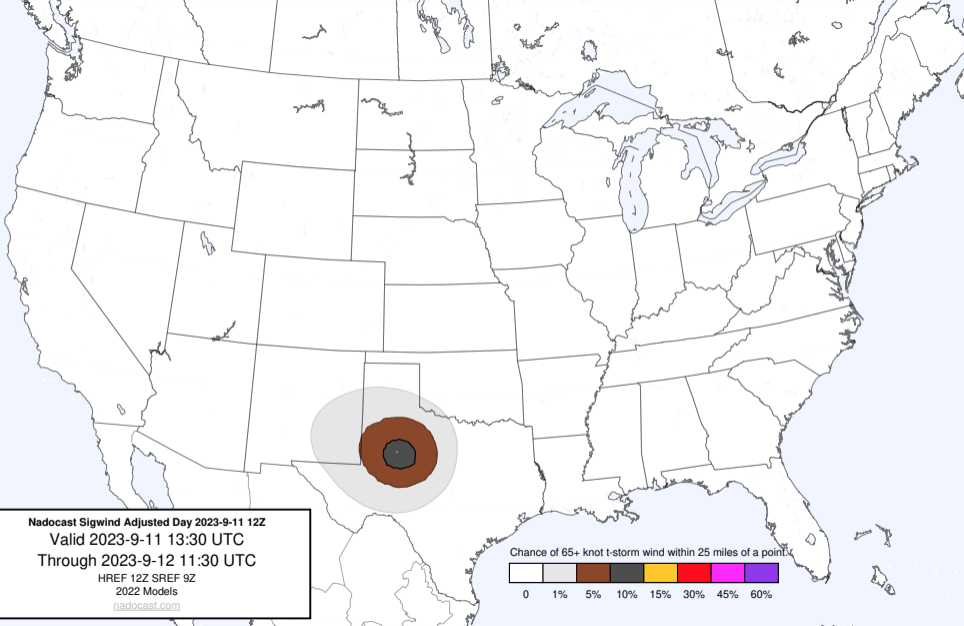 Nadocast Sigwind Adjusted Day 2023-9-11 12Z
Valid 2023-9-11 13:30 UTC
Through 2023-9-12 11:30 UTC
HREF 12Z SREF 9Z
2022 Models
nadocast.com
Chance of 65+ knot t-storm wind within 25 miles of a point.
0 1% 5% 10% 15% 30% 45% 60%